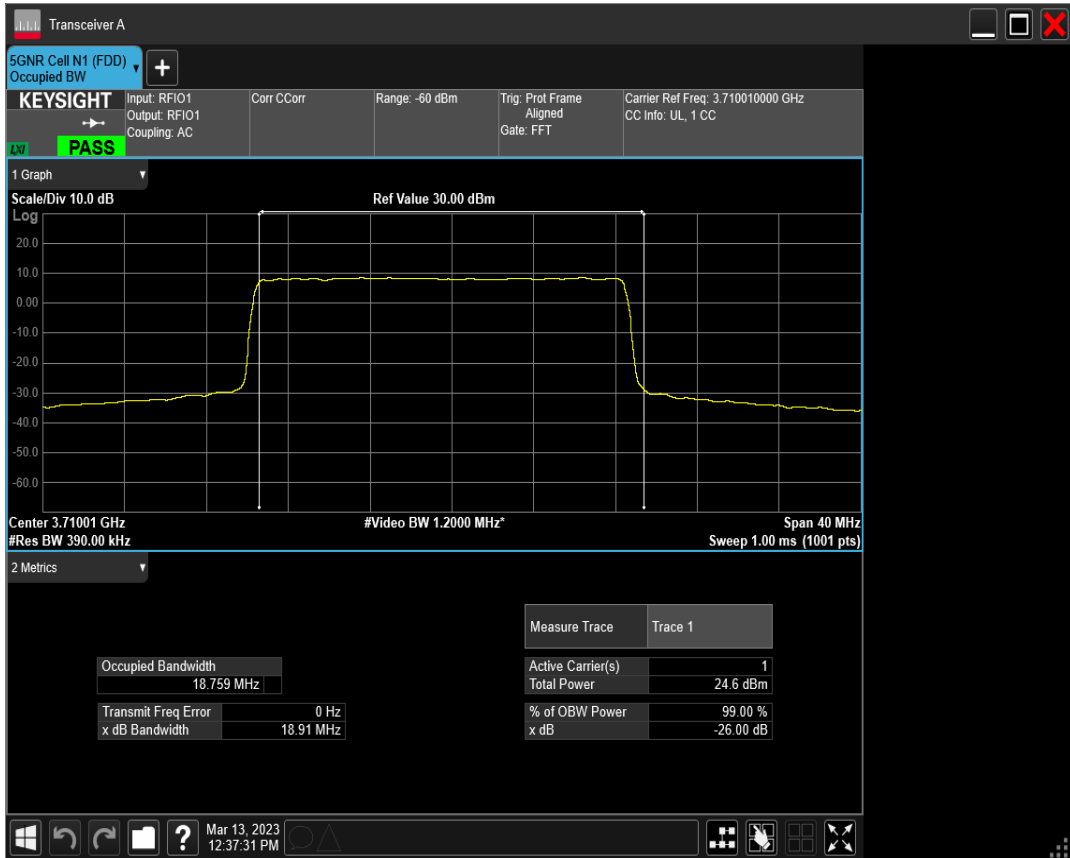 Transceiver A
5GNR Cell N1 (FDD)
Occupied BW
+
KEYSIGHT
Input: RFIO1
Output: RFIO1
Coupling: AC
Corr CCorr
Range: -60 dBm
Trig: Prot Frame
Aligned
Gate: FFT
Carrier Ref Freq: 3.710010000 GHz
CC Info: UL, 1 CC
LXI
PASS
1 Graph
Scale/Div 10.0 dB
Ref Value 30.00 dBm
Log
20.0
10.0
0.00
-10.0
-20.0
-30.0
-40.0
-50.0
-60.0
Center 3.71001 GHz
#Video BW 1.2000 MHz*
Span 40 MHz
#Res BW 390.00 kHz
Sweep 1.00 ms (1001 pts)
2 Metrics
Measure Trace
Trace 1
Occupied Bandwidth
18.759 MHz
Active Carrier(s)
1
Total Power
24.6 dBm
Transmit Freq Error
0 Hz
x dB Bandwidth
18.91 MHz
% of OBW Power
99.00 %
x dB
-26.00 dB
?
Mar 13, 2023
12:37:31 PM